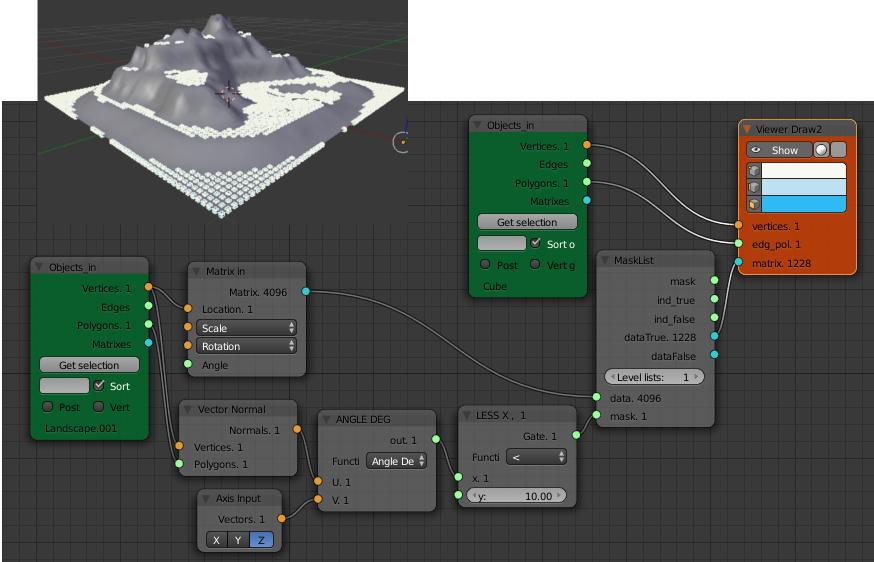 Objects_in
Vertices. 1
Edges
Polygons. 1
Matrixes
Get selection
Sort o
Post
Vert g
Cube
Viewer Draw2
Show
vertices. 1
edg_pol. 1
matrix. 1228
MaskList
mask
ind_true
ind_false
dataTrue. 1228
dataFalse
Level lists: 1
data. 4096
mask. 1
Objects_in
Vertices. 1
Edges
Polygons. 1
Matrixes
Get selection
Sort
Post
Vert
Landscape.001
Matrix in
Matrix. 4096
Location. 1
Scale
Rotation
Angle
Vector Normal
Normals. 1
Vertices. 1
Polygons. 1
Axis Input
Vectors. 1
X Y Z
ANGLE DEG
out. 1
Functi Angle De
U. 1
V. 1
LESS X , 1
Gate. 1
Functi <
x. 1
y: 10.00